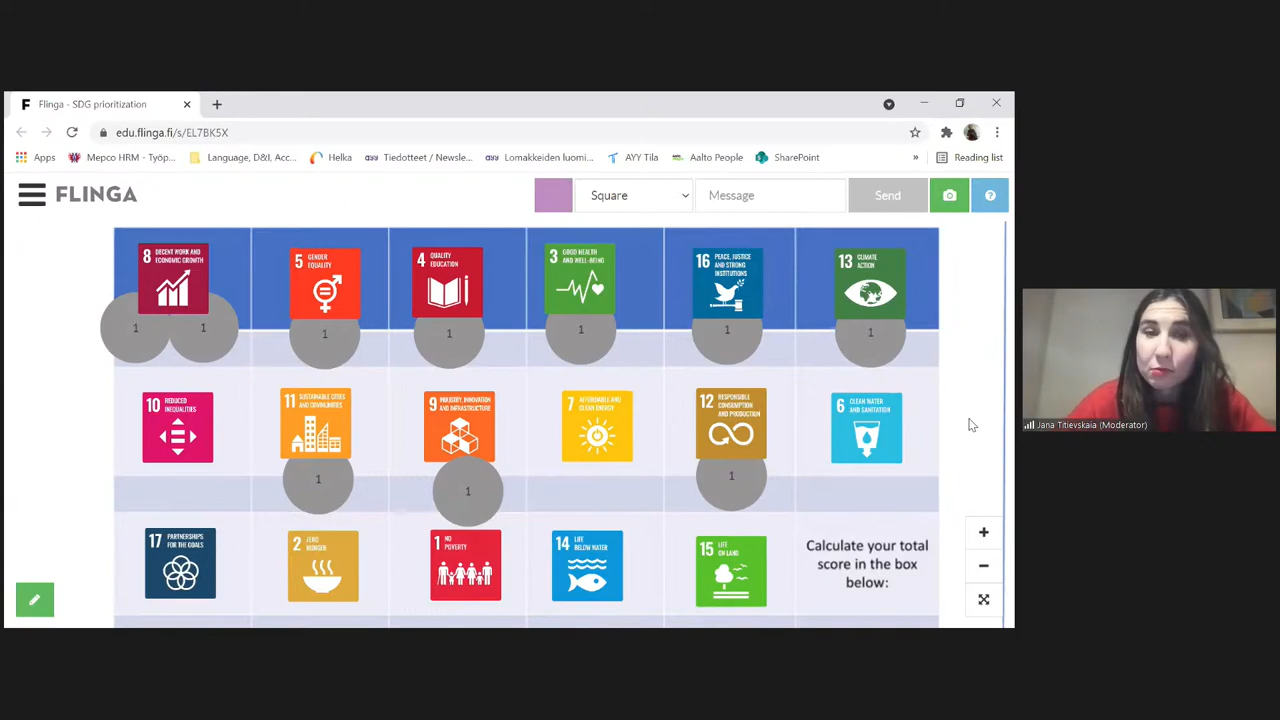 F Flinga - SDG prioritization
edu.flinga.fi/s/EL7BK5X
Apps
Mepco HRM - Työp...
Language, D&I, Acc...
Helka
ayy Tiedotteet / Newsle...
ayy Lomakkeiden luomi...
AYY Tila
Aalto People
SharePoint
»
Reading list
FLINGA
Square
Message
Send
?
8 DECENT WORK AND
ECONOMIC GROWTH
5 GENDER
EQUALITY
4 QUALITY
EDUCATION
3 GOOD HEALTH
AND WELL-BEING
16 PEACE, JUSTICE
AND STRONG
INSTITUTIONS
13 CLIMATE
ACTION
1
1
1
1
1
1
1
10 REDUCED
INEQUALITIES
11 SUSTAINABLE CITIES
AND COMMUNITIES
9 INDUSTRY, INNOVATION
AND INFRASTRUCTURE
7 AFFORDABLE AND
CLEAN ENERGY
12 RESPONSIBLE
CONSUMPTION
AND PRODUCTION
6 CLEAN WATER
AND SANITATION
1
1
1
17 PARTNERSHIPS
FOR THE GOALS
2 ZERO
HUNGER
1 NO
POVERTY
14 LIFE
BELOW WATER
15 LIFE
ON LAND
Calculate your total
score in the box
below:
Jana Titievskaia (Moderator)